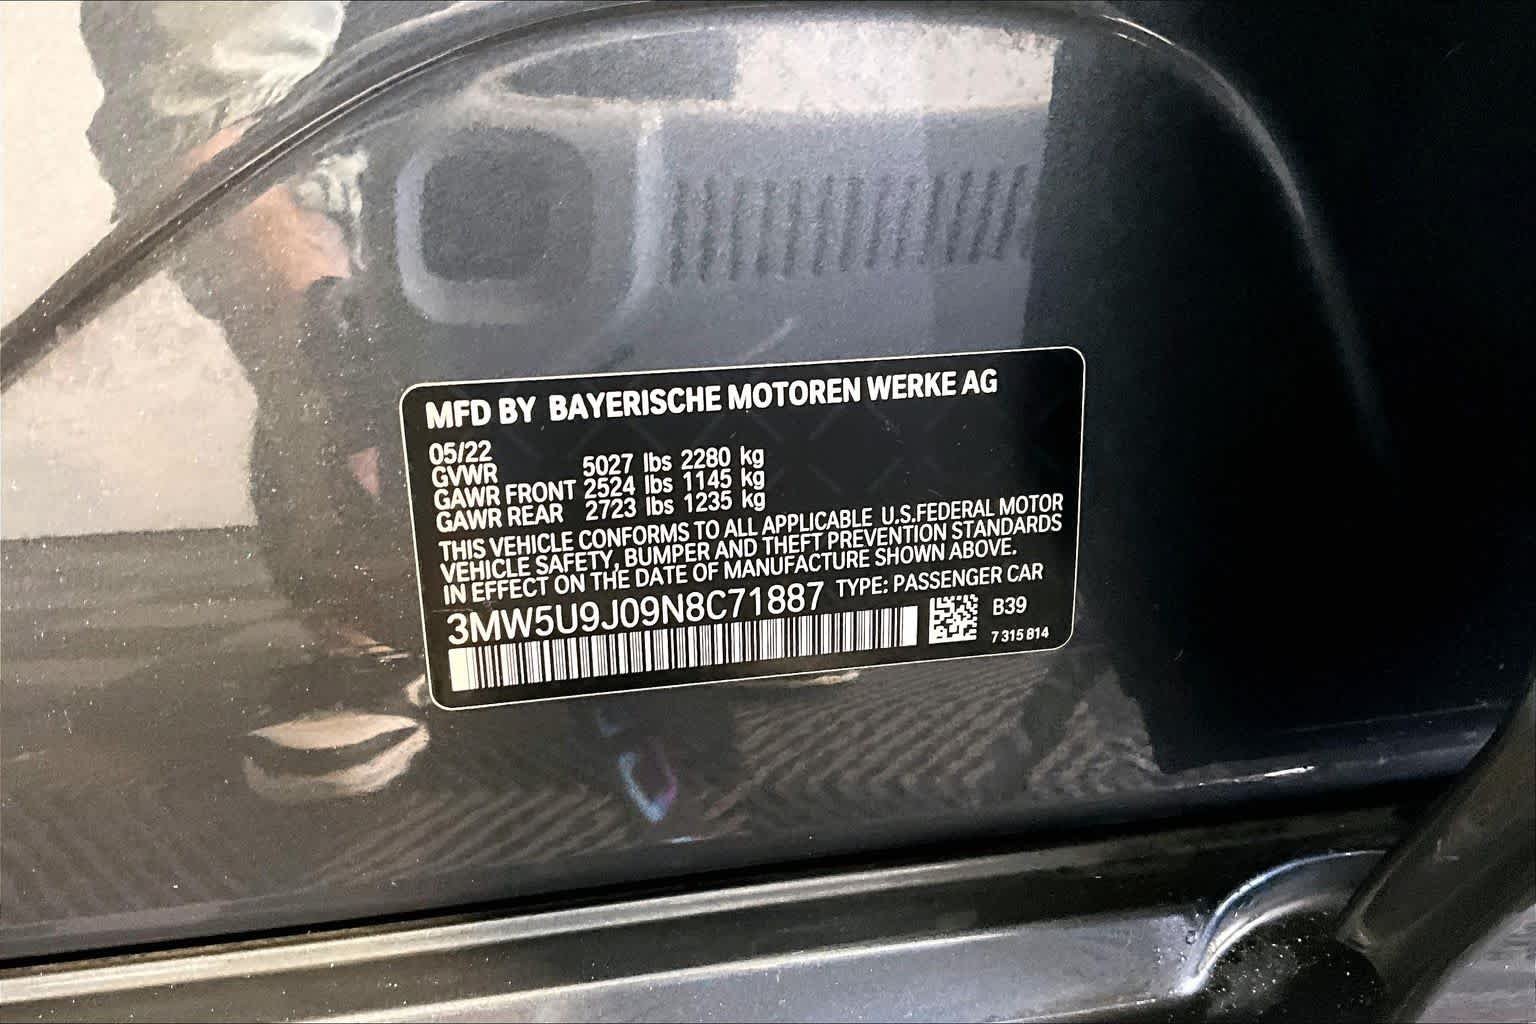 MFD BY BAYERISCHE MOTOREN WERKE AG
05/22
GVWR 5027 lbs 2280 kg
GAWR FRONT 2524 lbs 1145 kg
GAWR REAR 2723 lbs 1235 kg
THIS VEHICLE CONFORMS TO ALL APPLICABLE U.S.FEDERAL MOTOR
VEHICLE SAFETY, BUMPER AND THEFT PREVENTION STANDARDS
IN EFFECT ON THE DATE OF MANUFACTURE SHOWN ABOVE.
3MW5U9J09N8C71887 TYPE: PASSENGER CAR
B39
7 315 814